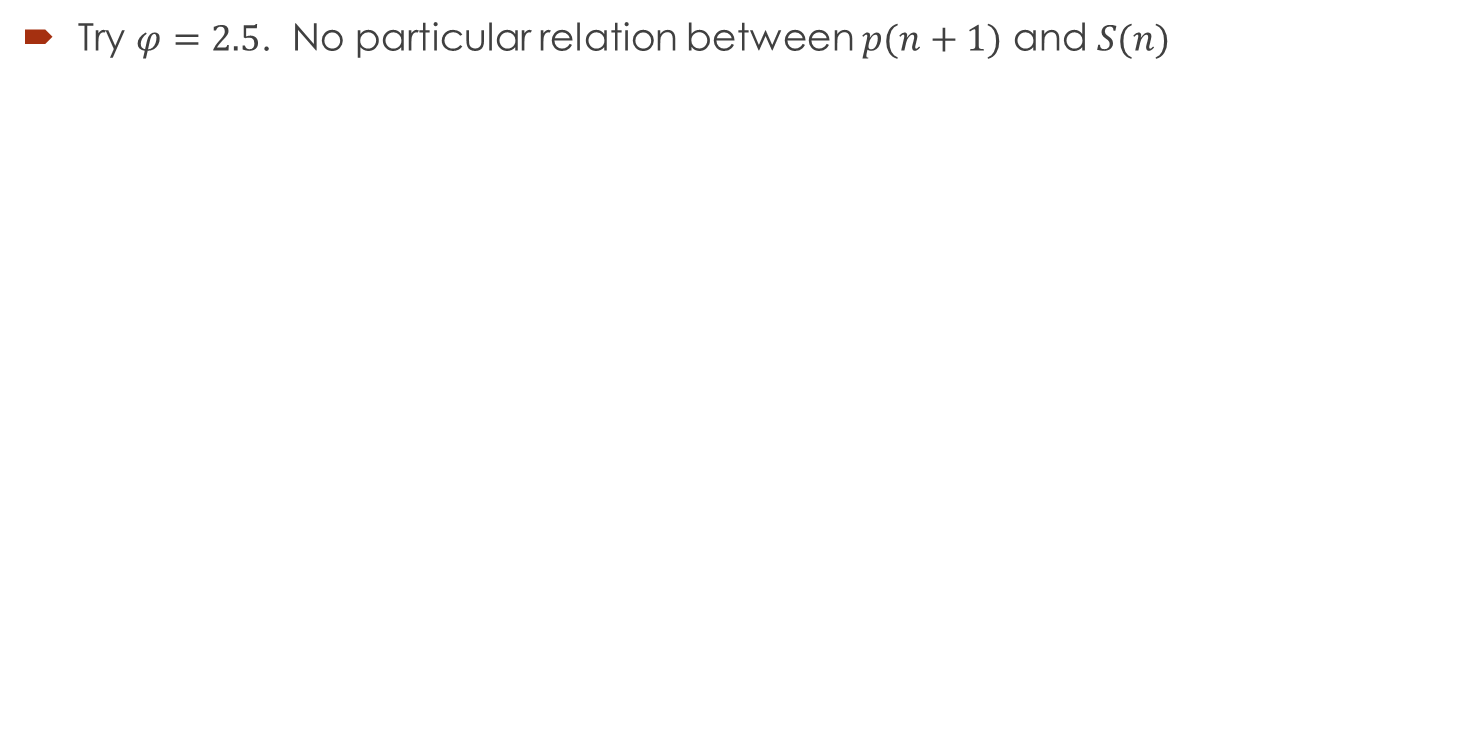 Try 𝜑 = 2.5. No particular relation between 𝑝(𝑛 + 1) and 𝑆(𝑛)